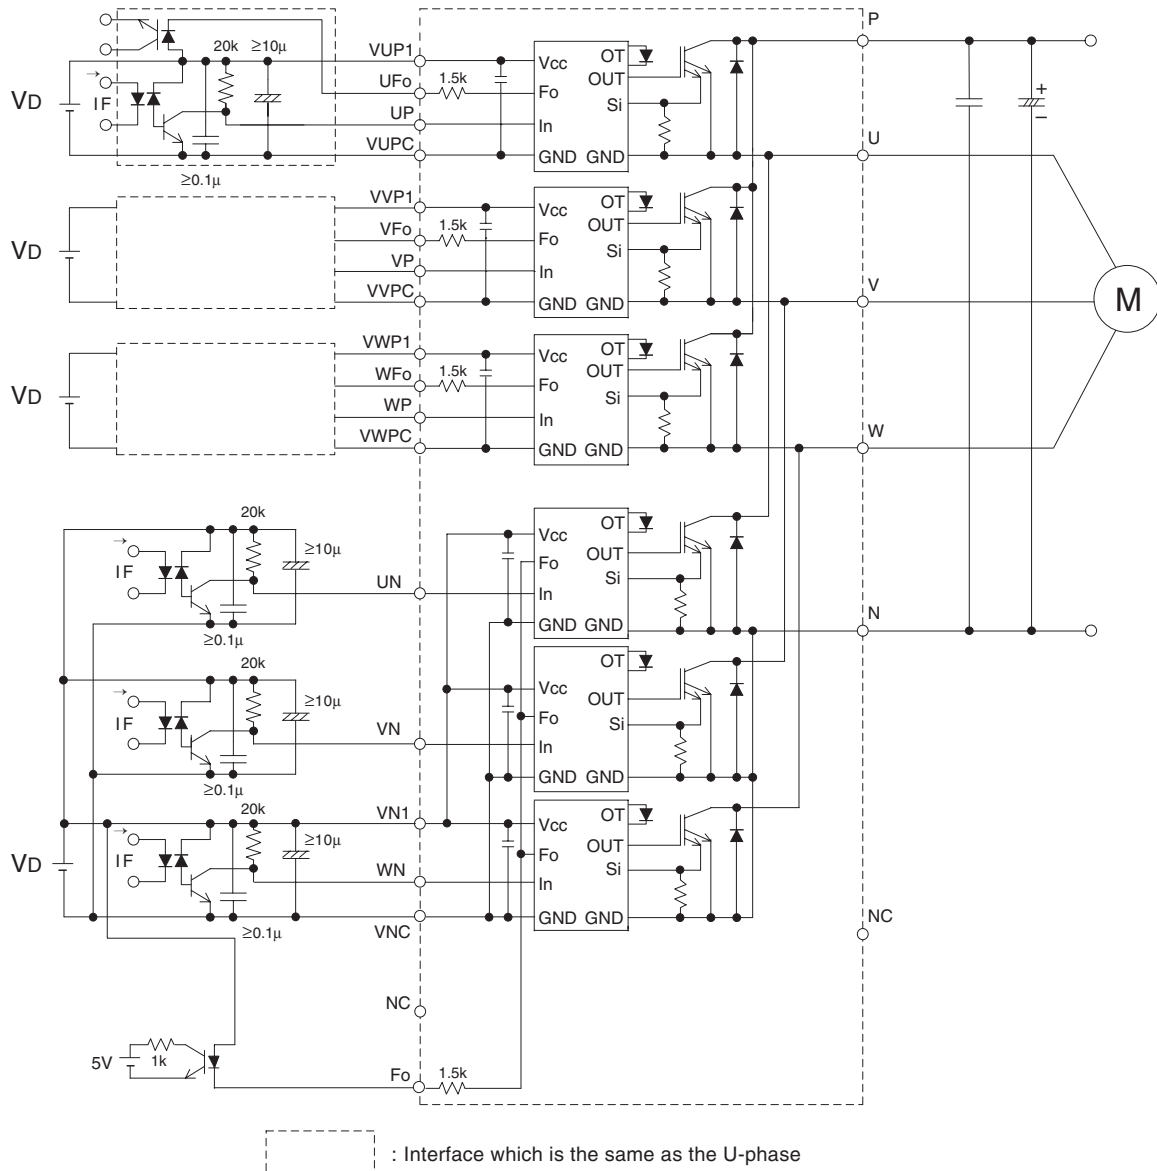 P
20k ≥10µ
VUP1
OT
Vcc
OUT
UFo
1.5k
Fo
VD
→
IF
Si
UP
In
U
VUPC
GND GND
≥0.1µ
VVP1
OT
Vcc
OUT
VFo
1.5k
Fo
VD
Si
VP
In
V
VVPC
GND GND
M
VWP1
OT
Vcc
OUT
WFo
1.5k
Fo
VD
Si
WP
In
W
VWPC
GND GND
20k
OT
Vcc
→
≥10µ
OUT
Fo
IF
Si
UN
In
N
GND GND
≥0.1µ
20k
OT
Vcc
→
≥10µ
OUT
Fo
IF
VN
Si
In
GND GND
≥0.1µ
20k
VN1
OT
Vcc
→
≥10µ
OUT
VD
IF
Fo
WN
Si
In
GND GND
NC
VNC
≥0.1µ
NC
5V
1k
Fo
1.5k
+
−
: Interface which is the same as the U-phase